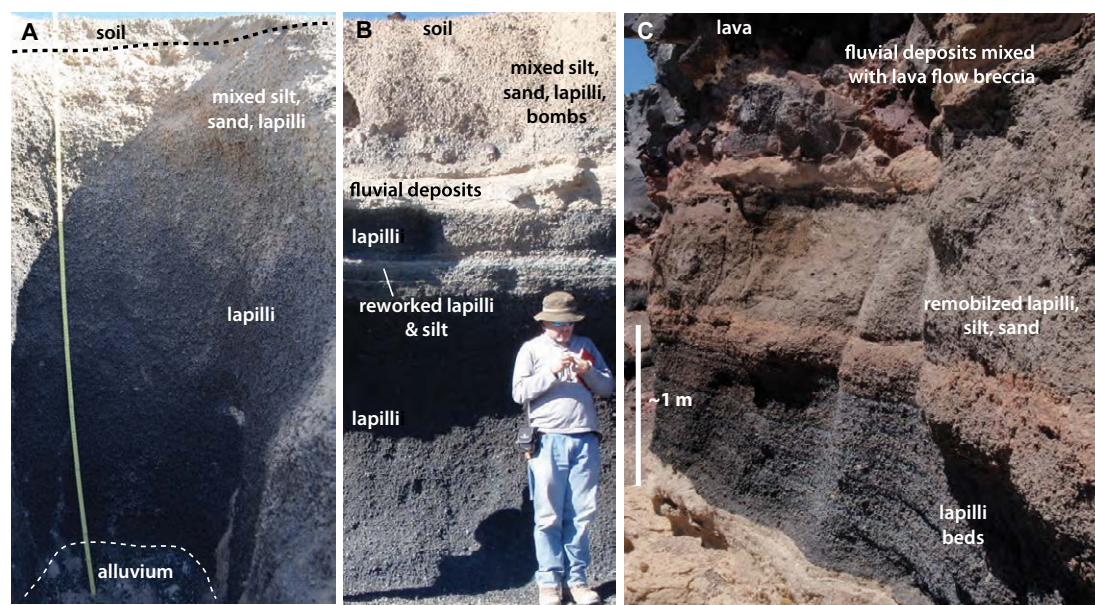 A
soil
mixed silt,
sand, lapilli
lapilli
alluvium
B
soil
mixed silt,
sand, lapilli,
bombs
fluvial deposits
lapilli
reworked lapilli
& silt
lapilli
C
lava
fluvial deposits mixed
with lava flow breccia
remobilzed lapilli,
silt, sand
~1 m
lapilli
beds